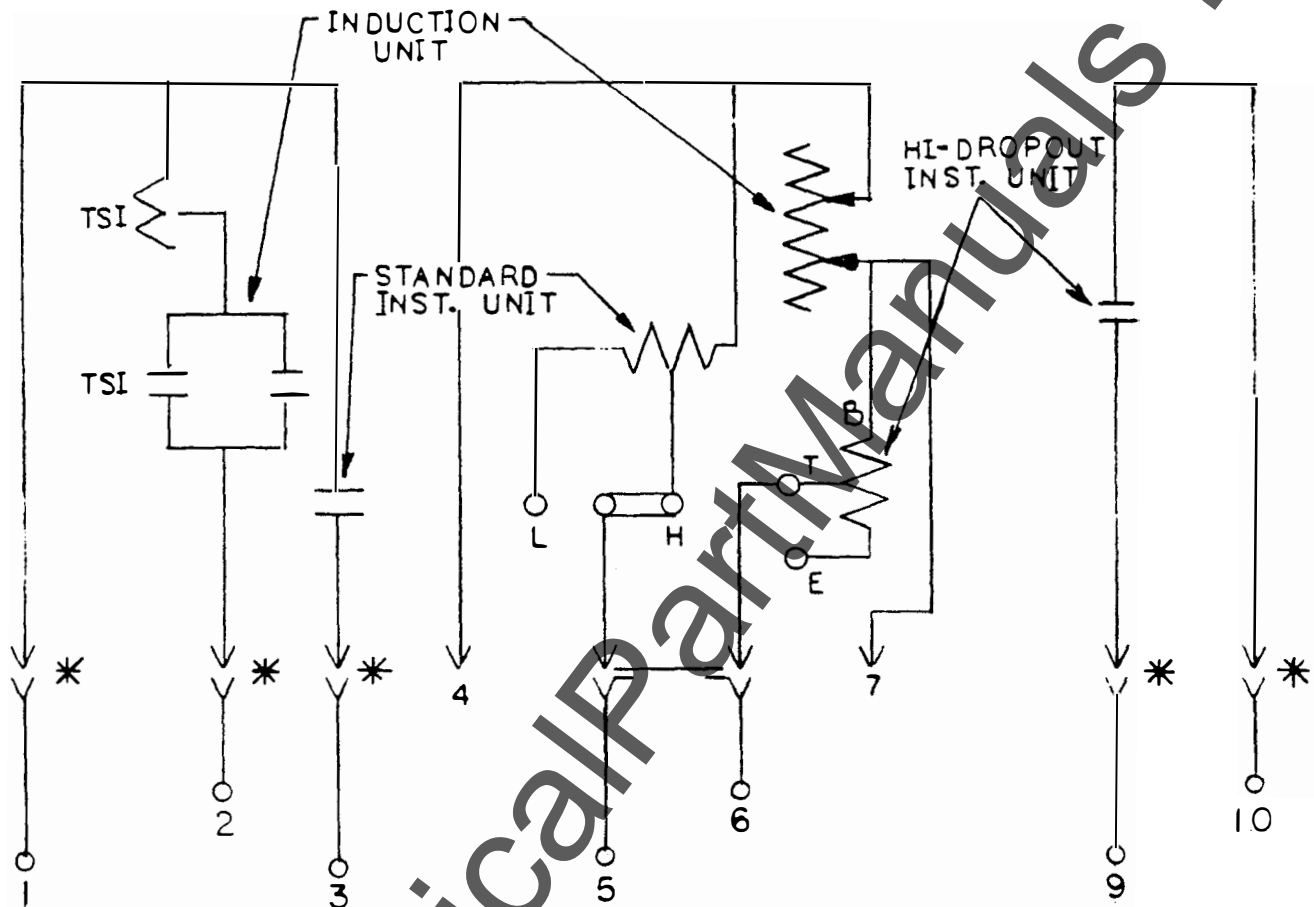 INDUCTION
UNIT
HI-DROPOUT
INST. UNIT
TSI
STANDARD
INST. UNIT
TSI
B
T
L
H
E
*
*
*
4
7
*
*
2
6
10
1
3
5
9
icalPartManuals